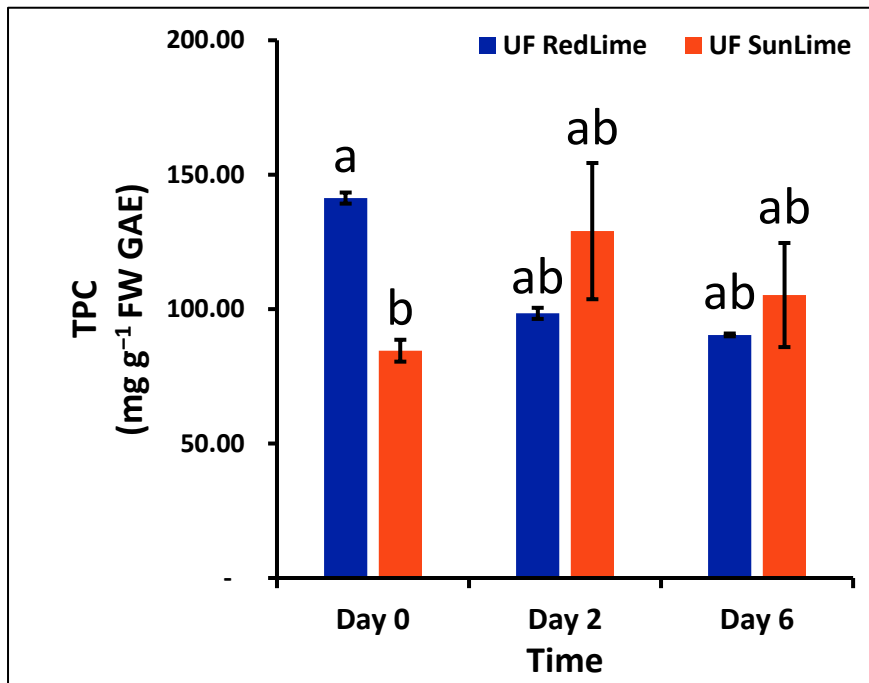 200.00
UF RedLime UF SunLime
150.00
100.00
50.00
-
TPC
(mg g⁻¹ FW GAE)
a
b
ab
ab
ab
ab
Day 0 Day 2 Day 6
Time